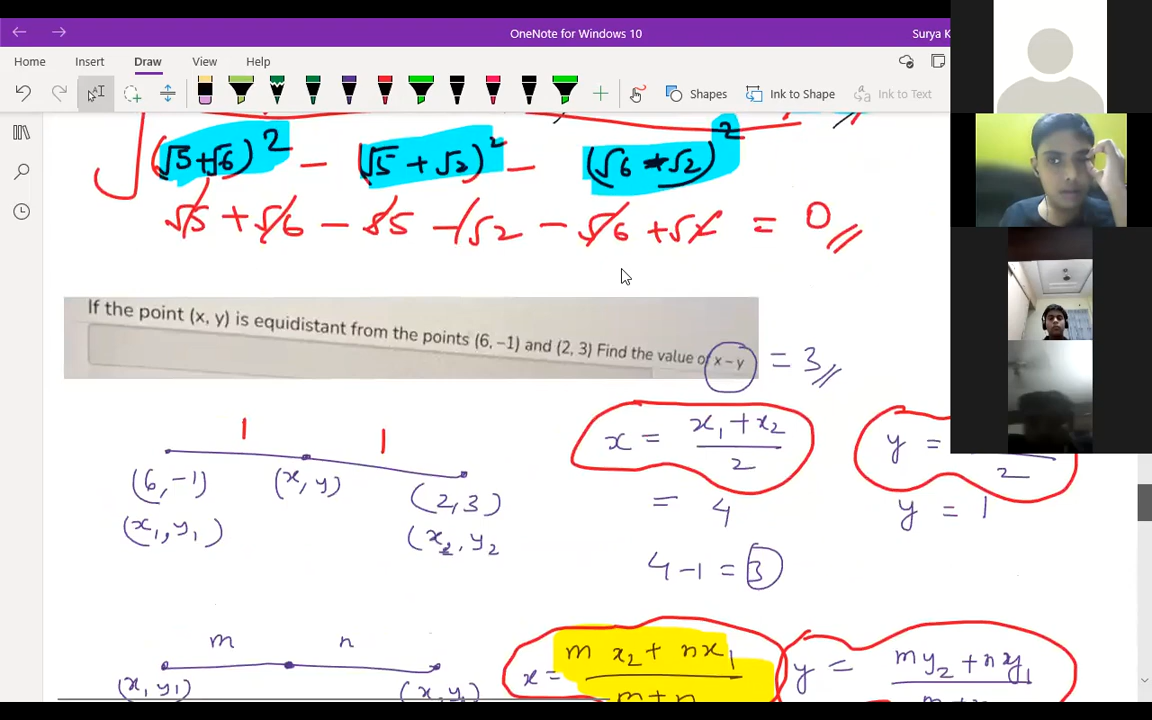 OneNote for Windows 10
Surya K
Home Insert Draw View Help
Shapes Ink to Shape Ink to Text
(√5+√6)² − (√5 + √2)² − (√6 + √2)²
√5 + √6 − √5 − √2 − √6 + √2 = 0
If the point (x, y) is equidistant from the points (6, −1) and (2, 3) Find the value of x − y = 3
1 1
x = x₁ + x₂ / 2
y = / 2
(6, −1) (x, y) (2, 3)
(x₁, y₁) (x₂, y₂
= 4
y = 1
4 − 1 = 3
m n
x = m x₂ + n x₁ / m + n
y = m y₂ + n y₁
(x, y₁)